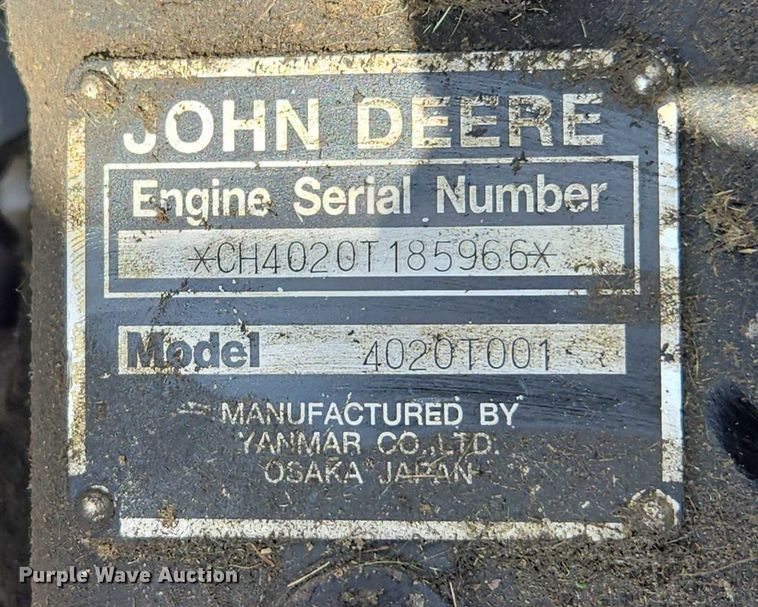 JOHN DEERE
Engine Serial Number
*CH4020T185966*
Model 4020T001
MANUFACTURED BY
YANMAR CO.,LTD.
OSAKA JAPAN
Purple Wave Auction